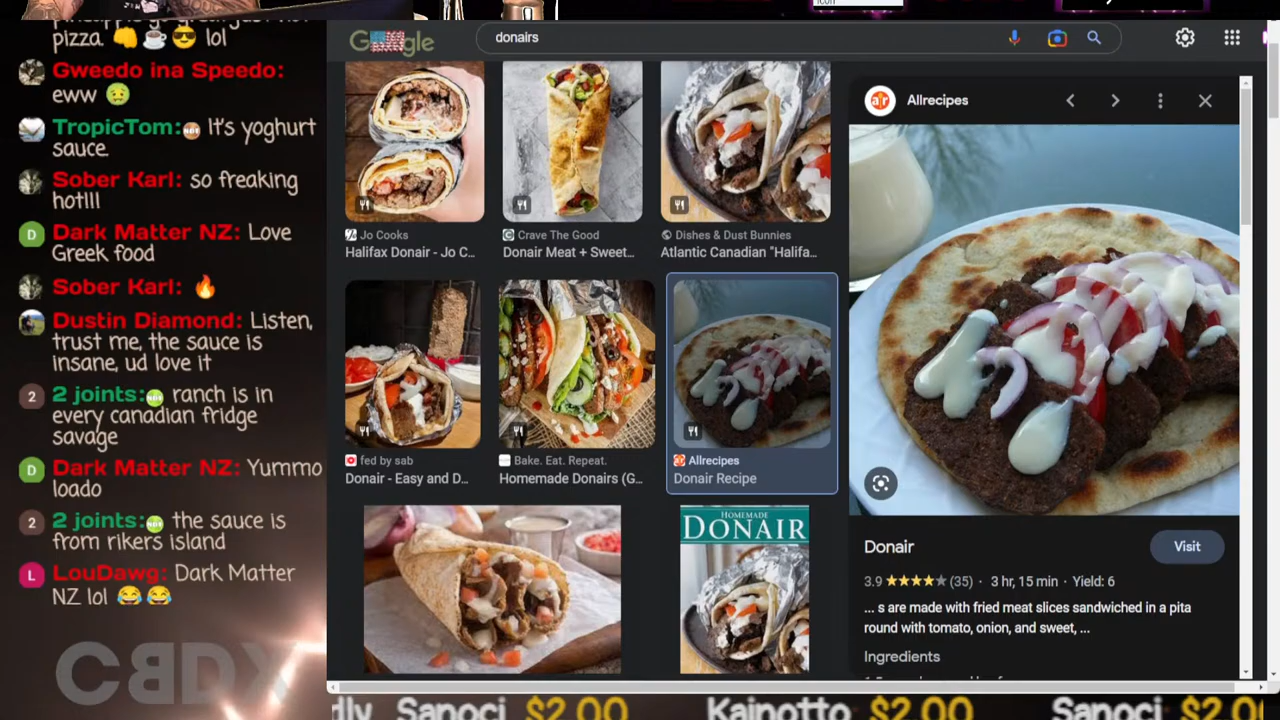 pizza. 👊☕😎 lol
Gweedo ina Speedo:
eww 🤢
TropicTom: It's yoghurt
sauce.
Sober Karl: so freaking
hot!!!
Dark Matter NZ: Love
Greek food
Sober Karl: 🔥
Dustin Diamond: Listen,
trust me, the sauce is
insane, ud love it
2 joints: ranch is in
every canadian fridge
savage
Dark Matter NZ: Yummo
loado
2 joints: the sauce is
from rikers island
LouDawg: Dark Matter
NZ lol 😂😂
CBDX
Google
donairs
Jo Cooks
Halifax Donair - Jo C...
Crave The Good
Donair Meat + Sweet...
Dishes & Dust Bunnies
Atlantic Canadian "Halifa...
fed by sab
Donair - Easy and D...
Bake. Eat. Repeat.
Homemade Donairs (G...
Allrecipes
Donair Recipe
HOMEMADE
DONAIR
Allrecipes
Donair
Visit
3.9 ★★★★★ (35) · 3 hr, 15 min · Yield: 6
... s are made with fried meat slices sandwiched in a pita
round with tomato, onion, and sweet, ...
Ingredients
Sanoci $2.00 Kainotto $2.00 Sanoci